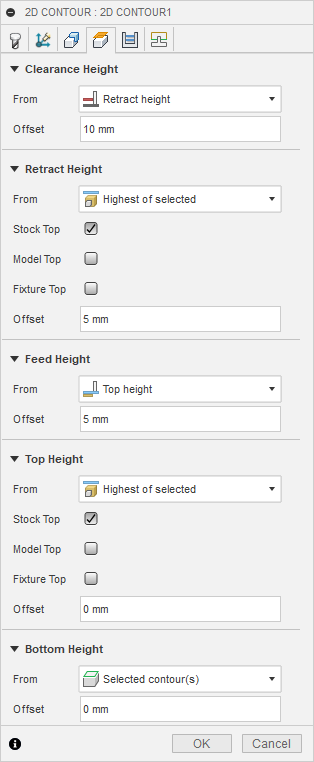 2D CONTOUR : 2D CONTOUR1
Clearance Height
From Retract height
Offset 10 mm
Retract Height
From Highest of selected
Stock Top
Model Top
Fixture Top
Offset 5 mm
Feed Height
From Top height
Offset 5 mm
Top Height
From Highest of selected
Stock Top
Model Top
Fixture Top
Offset 0 mm
Bottom Height
From Selected contour(s)
Offset 0 mm
OK Cancel